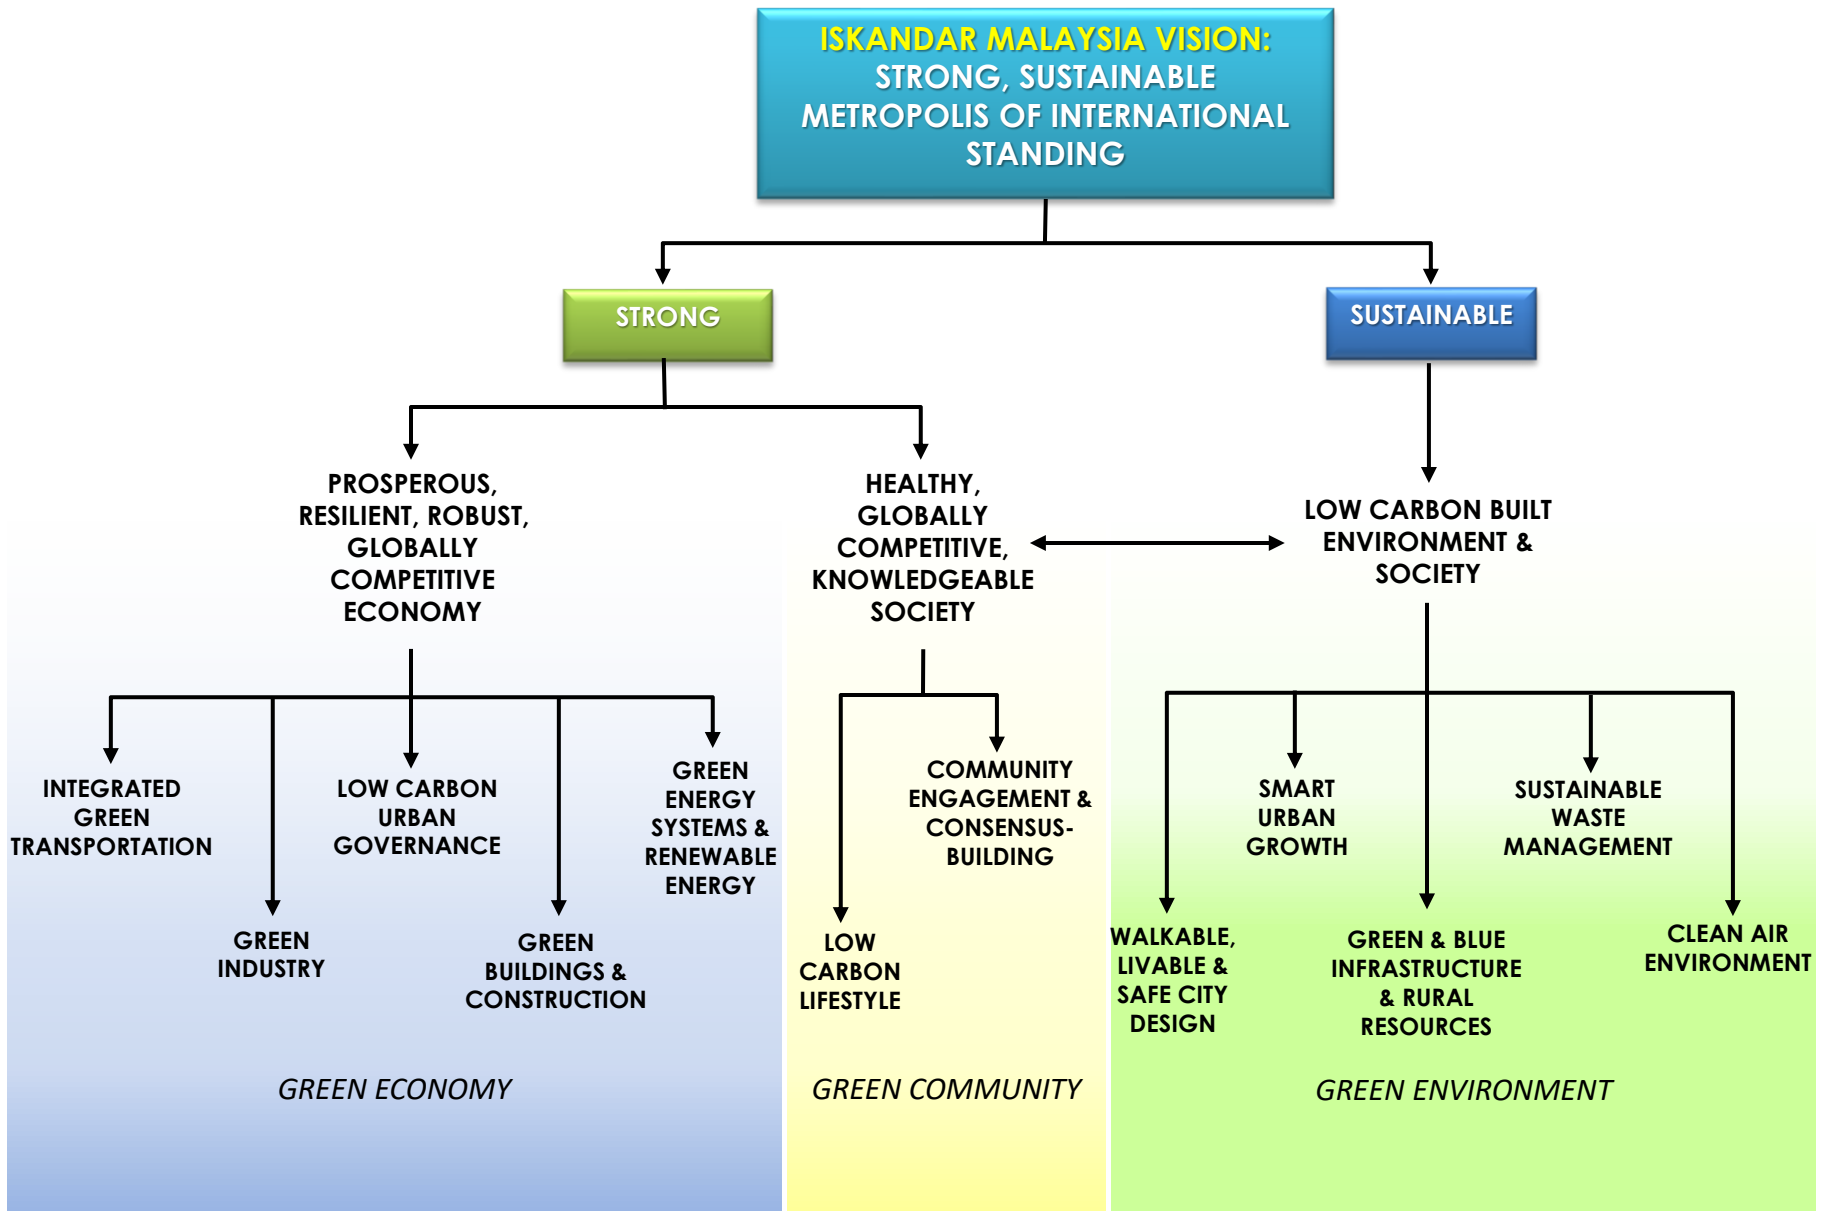 ISKANDAR MALAYSIA VISION:
STRONG, SUSTAINABLE
METROPOLIS OF INTERNATIONAL
STANDING
STRONG
SUSTAINABLE
PROSPEROUS,
RESILIENT, ROBUST,
GLOBALLY
COMPETITIVE
ECONOMY
HEALTHY,
GLOBALLY
COMPETITIVE,
KNOWLEDGEABLE
SOCIETY
LOW CARBON BUILT
ENVIRONMENT &
SOCIETY
INTEGRATED
GREEN
TRANSPORTATION
GREEN
INDUSTRY
LOW CARBON
URBAN
GOVERNANCE
GREEN
BUILDINGS &
CONSTRUCTION
GREEN
ENERGY
SYSTEMS &
RENEWABLE
ENERGY
LOW
CARBON
LIFESTYLE
COMMUNITY
ENGAGEMENT &
CONSENSUS-
BUILDING
WALKABLE,
LIVABLE &
SAFE CITY
DESIGN
SMART
URBAN
GROWTH
GREEN & BLUE
INFRASTRUCTURE
& RURAL
RESOURCES
SUSTAINABLE
WASTE
MANAGEMENT
CLEAN AIR
ENVIRONMENT
GREEN ECONOMY
GREEN COMMUNITY
GREEN ENVIRONMENT